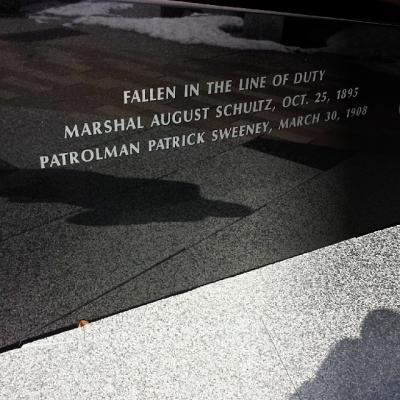 FALLEN IN THE LINE OF DUTY
MARSHAL AUGUST SCHULTZ, OCT. 25, 1895
PATROLMAN PATRICK SWEENEY, MARCH 30, 1908